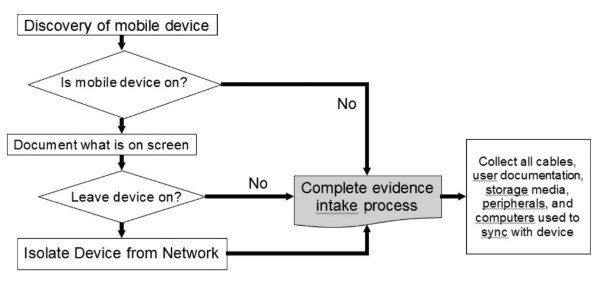 Discovery of mobile device
Is mobile device on?
No
Document what is on screen
Leave device on?
No
Isolate Device from Network
Complete evidence
intake process
Collect all cables,
user documentation,
storage media,
peripherals, and
computers used to
sync with device